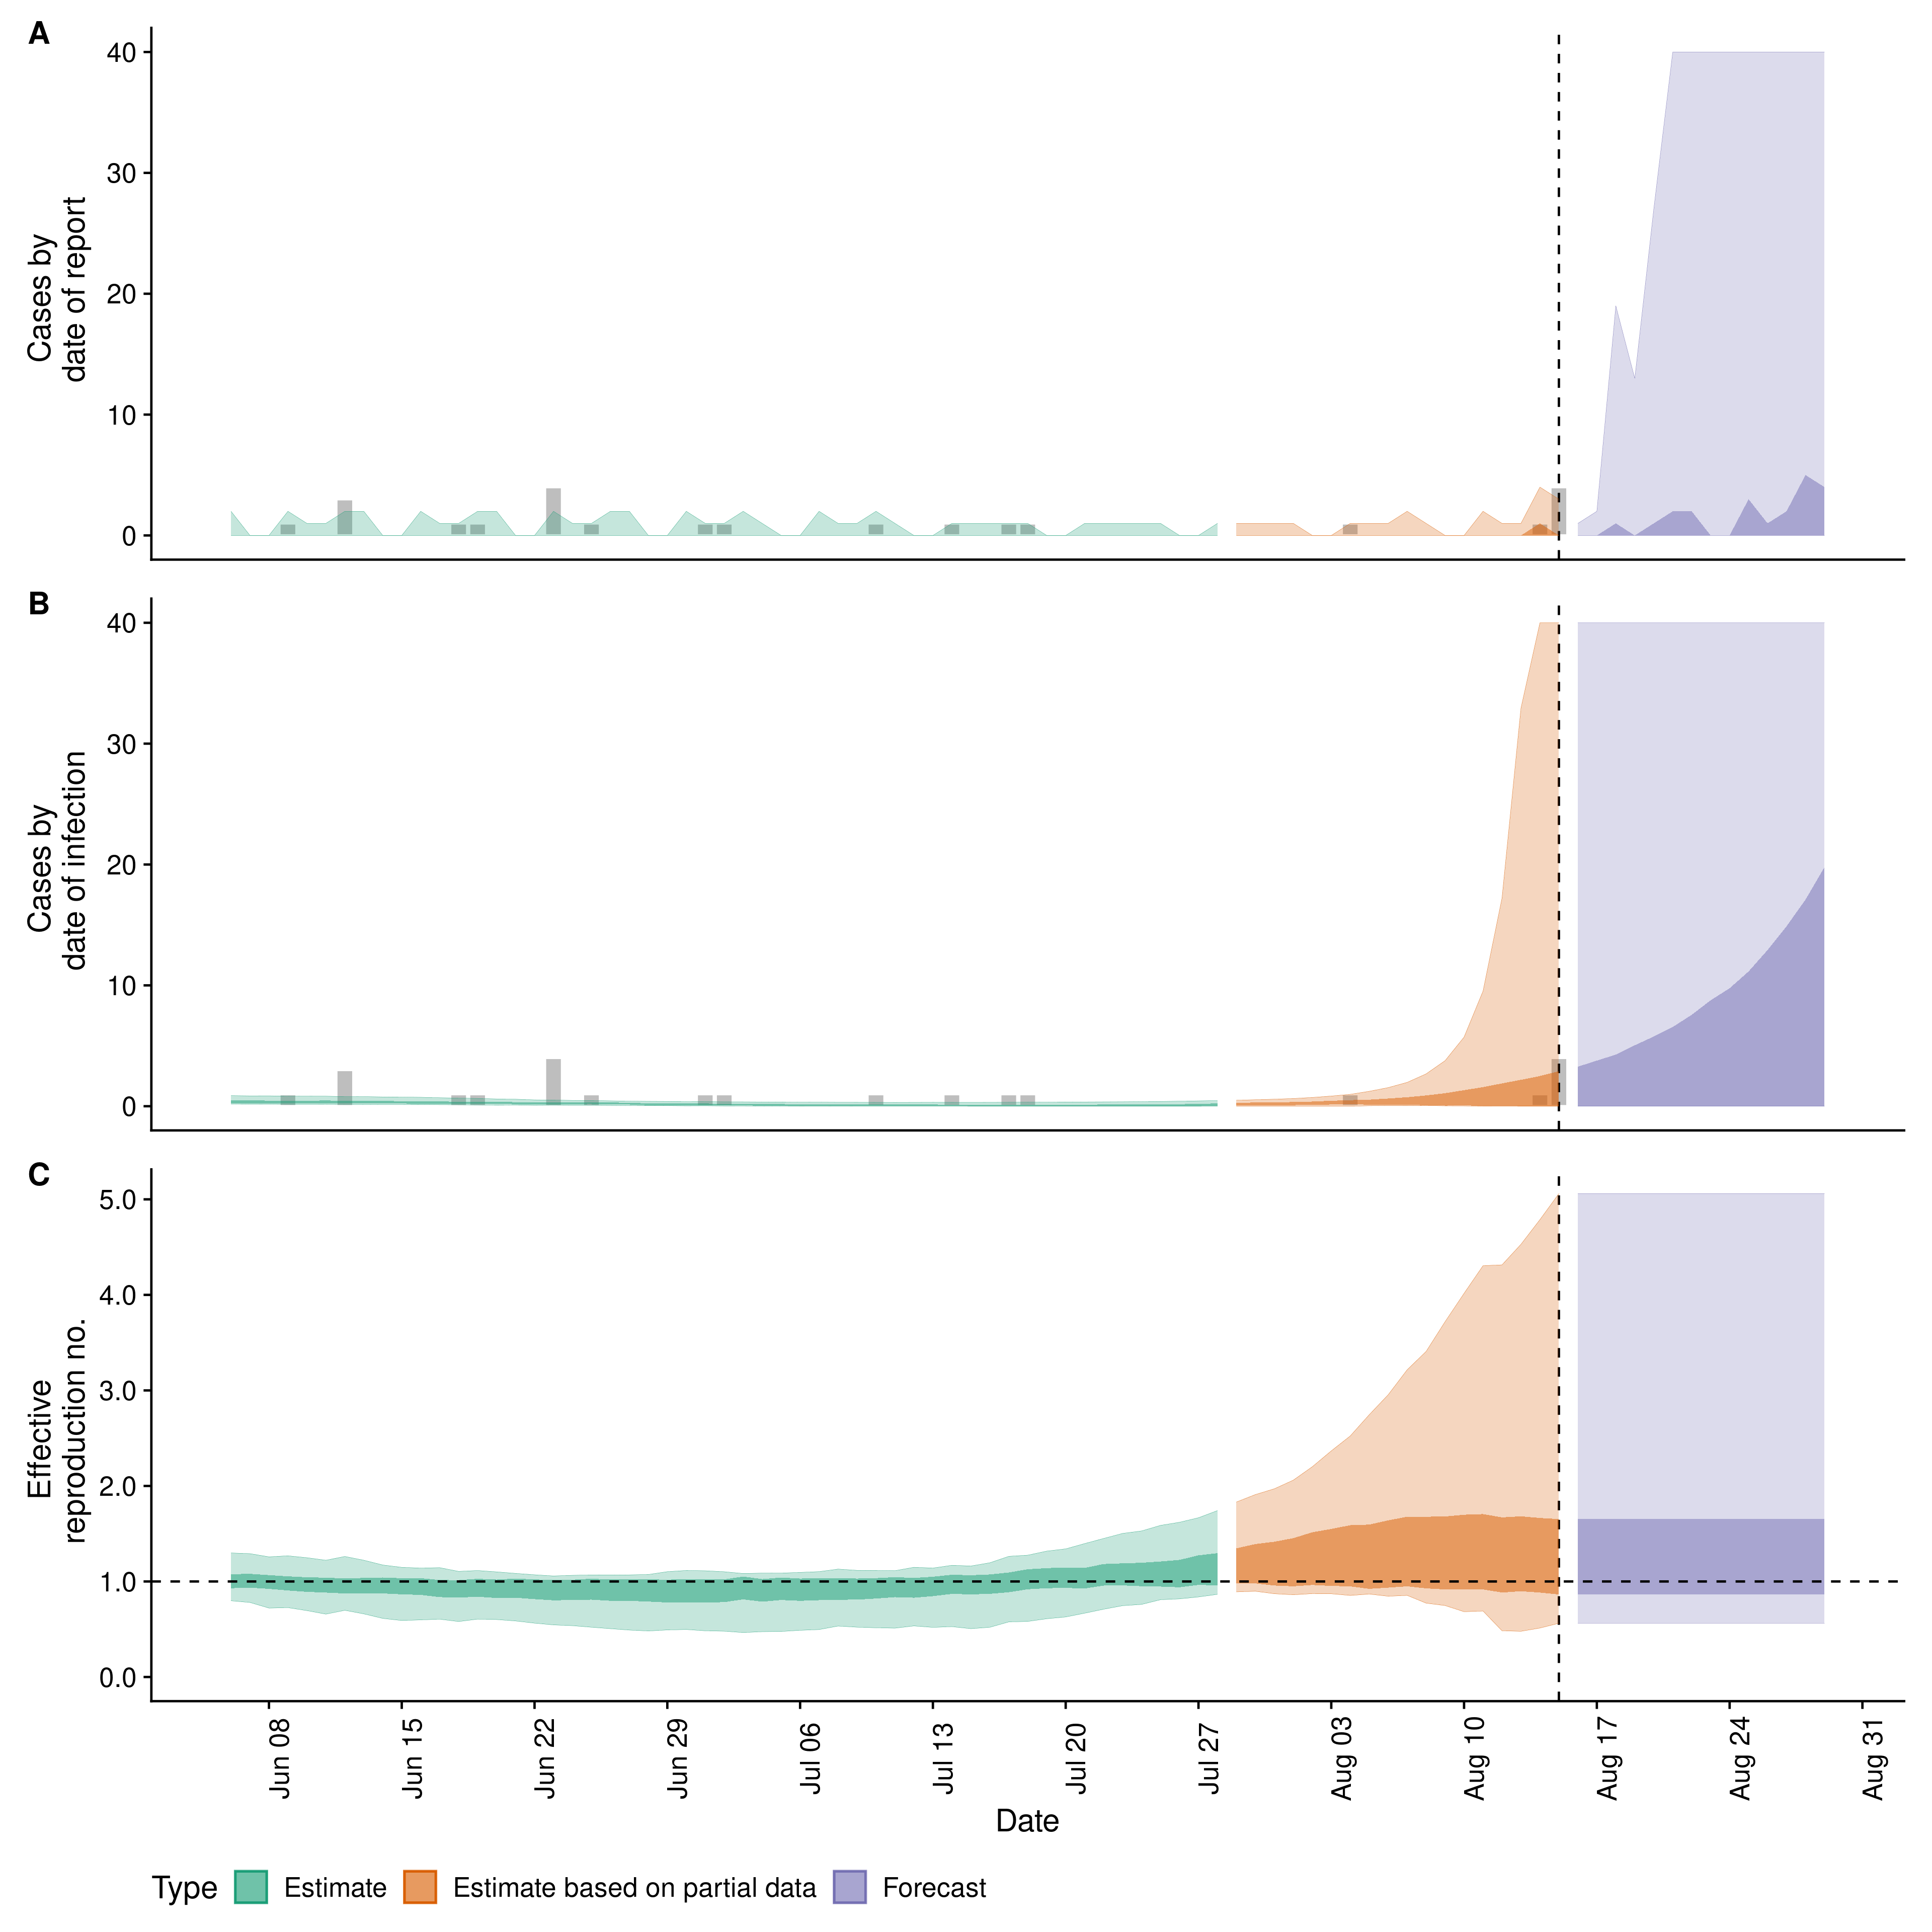 A
Cases by
date of report
40
30
20
10
0
B
Cases by
date of infection
40
30
20
10
0
C
Effective
reproduction no.
5.0
4.0
3.0
2.0
1.0
0.0
Jun 08
Jun 15
Jun 22
Jun 29
Jul 06
Jul 13
Jul 20
Jul 27
Aug 03
Aug 10
Aug 17
Aug 24
Aug 31
Date
Type Estimate Estimate based on partial data Forecast